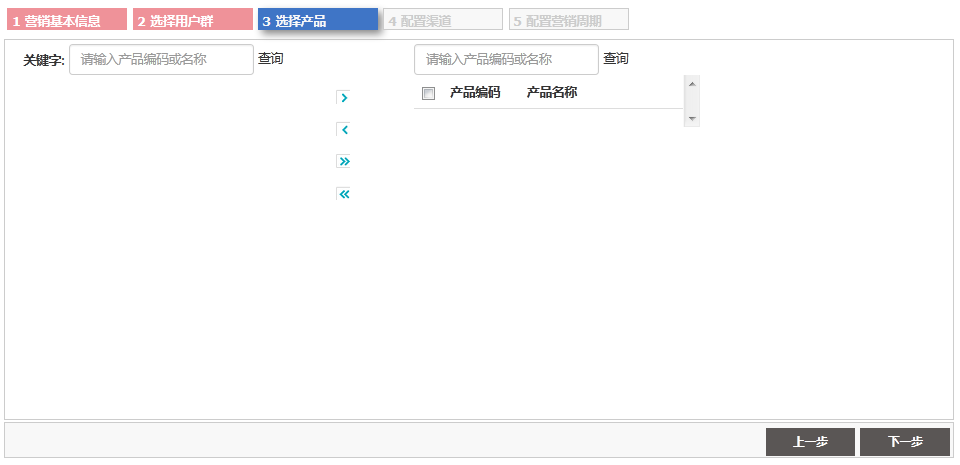 1 营销基本信息 2 选择用户群 3 选择产品 4 配置渠道 5 配置营销周期
关键字: 请输入产品编码或名称 查询 请输入产品编码或名称 查询
产品编码 产品名称
上一步 下一步